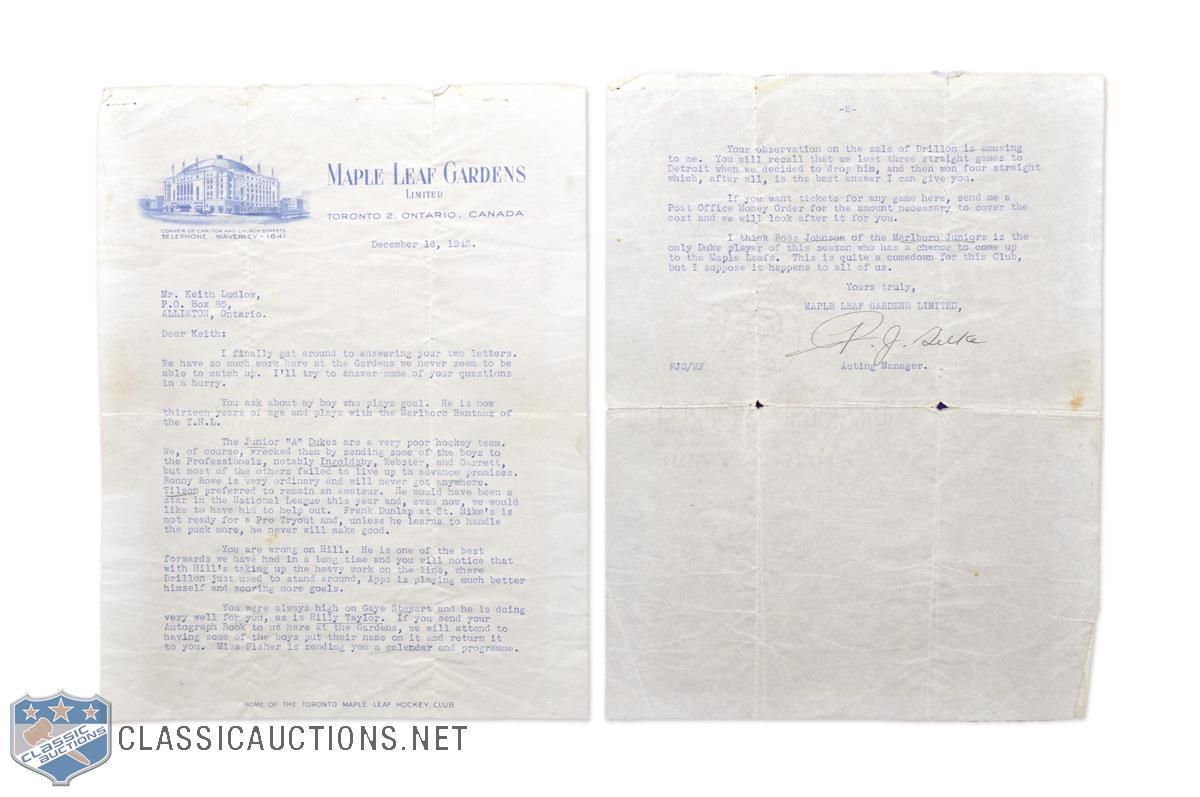 MAPLE LEAF GARDENS
LIMITED
TORONTO 2, ONTARIO, CANADA
CORNER OF CARLTON AND CHURCH STREETS
TELEPHONE WAVERLEY - 1641
December 16, 1942.
Mr. Keith Ludlow,
P.O. Box 85,
ALLISTON, Ontario.
Dear Keith:
I finally got around to answering your two letters.
We have so much work here at the Gardens we never seem to be
able to catch up. I'll try to answer some of your questions
in a hurry.
You ask about my boy who plays goal. He is now
thirteen years of age and plays with the Marlboro Bantams of
the T.H.L.
The Junior "A" Dukes are a very poor hockey team.
We, of course, wrecked them by sending some of the boys to
the Professionals, notably Ingoldsby, Webster, and Garrett,
but most of the others failed to live up to advance promises.
Ronny Rowe is very ordinary and will never get anywhere.
Tilson preferred to remain an amateur. He would have been a
star in the National League this year and, even now, we would
like to have him to help out. Frank Dunlap at St. Mike's is
not ready for a Pro Tryout and, unless he learns to handle
the puck more, he never will make good.
You are wrong on Hill. He is one of the best
forwards we have had in a long time and you will notice that
with Hill's taking up the heavy work on the line, where
Drillon just used to stand around, Apps is playing much better
himself and scoring more goals.
You were always high on Gaye Stewart and he is doing
very well for you, as is Billy Taylor. If you send your
Autograph Book to us here at the Gardens, we will attend to
having some of the boys put their name on it and return it
to you. Miss Fisher is sending you a calendar and programme.
HOME OF THE TORONTO MAPLE LEAF HOCKEY CLUB
-2-
Your observation on the sale of Drillon is amusing
to me. You will recall that we lost three straight games to
Detroit when we decided to drop him, and then won four straight
which, after all, is the best answer I can give you.
If you want tickets for any game here, send me a
Post Office Money Order for the amount necessary to cover the
cost and we will look after it for you.
I think Ross Johnson of the Marlboro Juniors is the
only Duke player of this season who has a chance to come up
to the Maple Leafs. This is quite a comedown for this Club,
but I suppose it happens to all of us.
Yours truly,
MAPLE LEAF GARDENS LIMITED,
F. J. Selke
FJS/MF Acting Manager.
CLASSIC
AUCTIONS
CLASSICAUCTIONS.NET